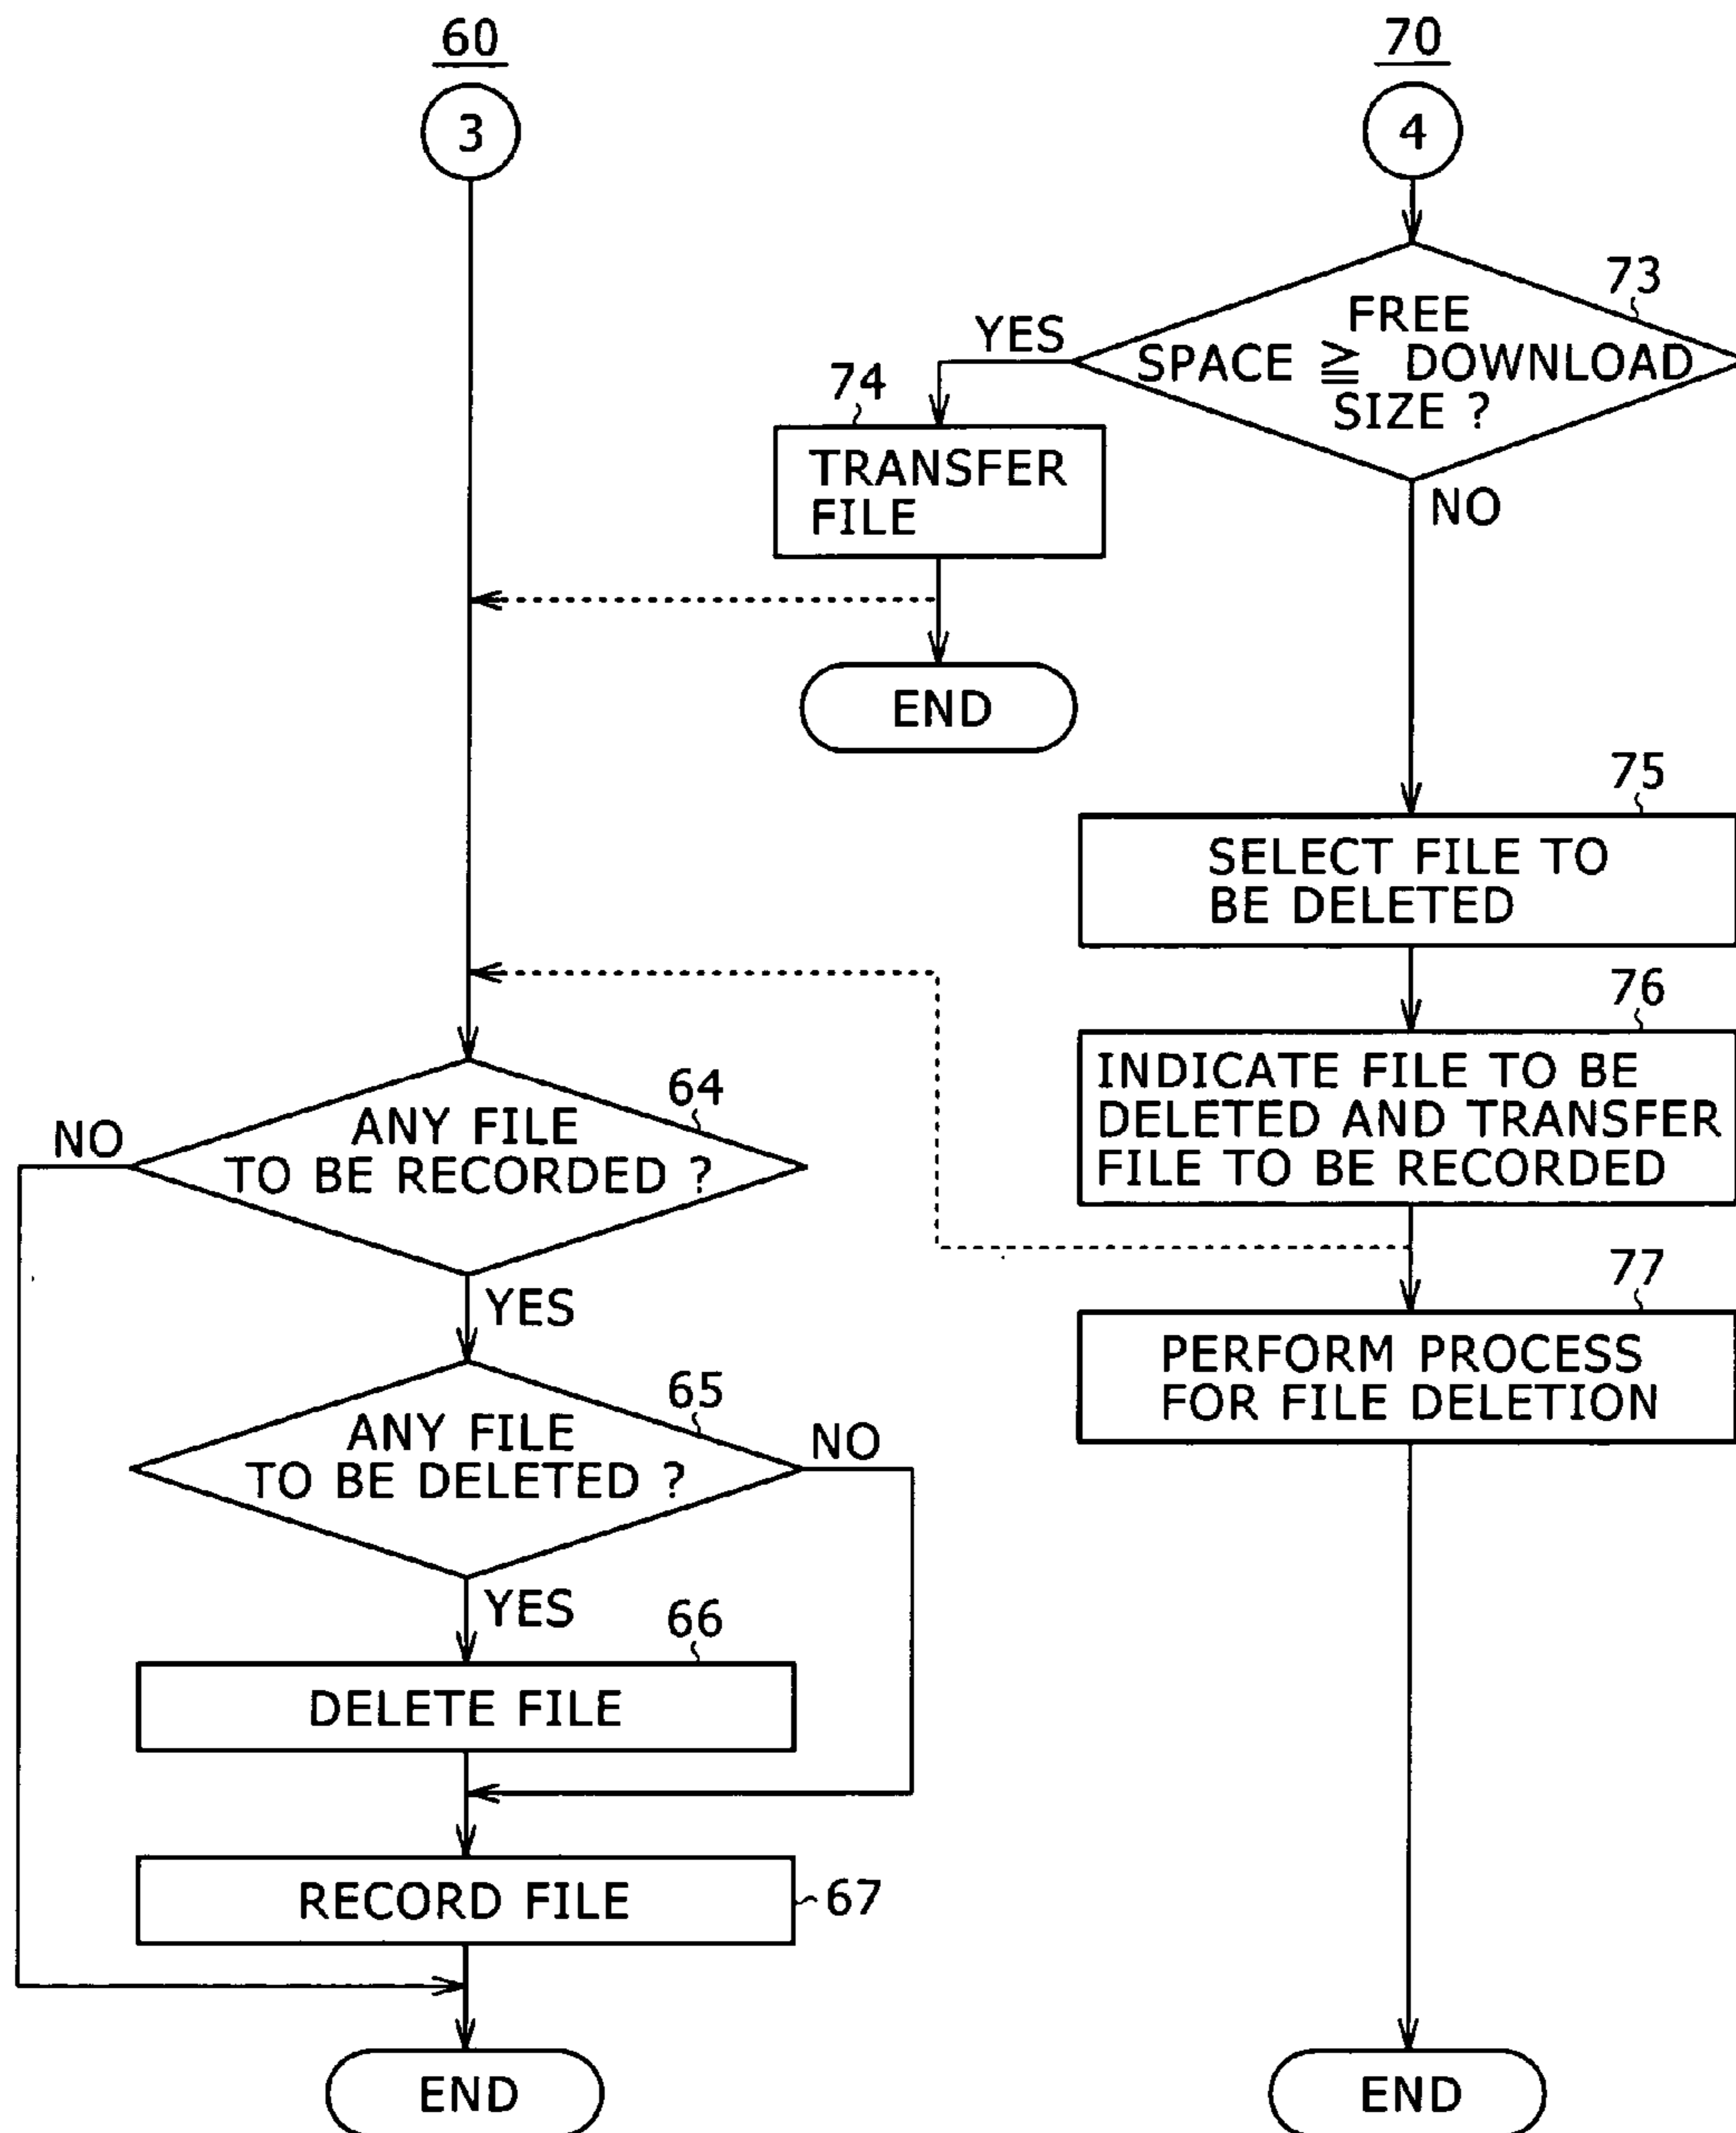 60
3
70
4
73
FREE
SPACE ≧ DOWNLOAD
SIZE ?
YES
NO
74
TRANSFER
FILE
END
75
SELECT FILE TO
BE DELETED
76
INDICATE FILE TO BE
DELETED AND TRANSFER
FILE TO BE RECORDED
77
PERFORM PROCESS
FOR FILE DELETION
END
64
ANY FILE
TO BE RECORDED ?
NO
YES
65
ANY FILE
TO BE DELETED ?
NO
YES
66
DELETE FILE
RECORD FILE
67
END